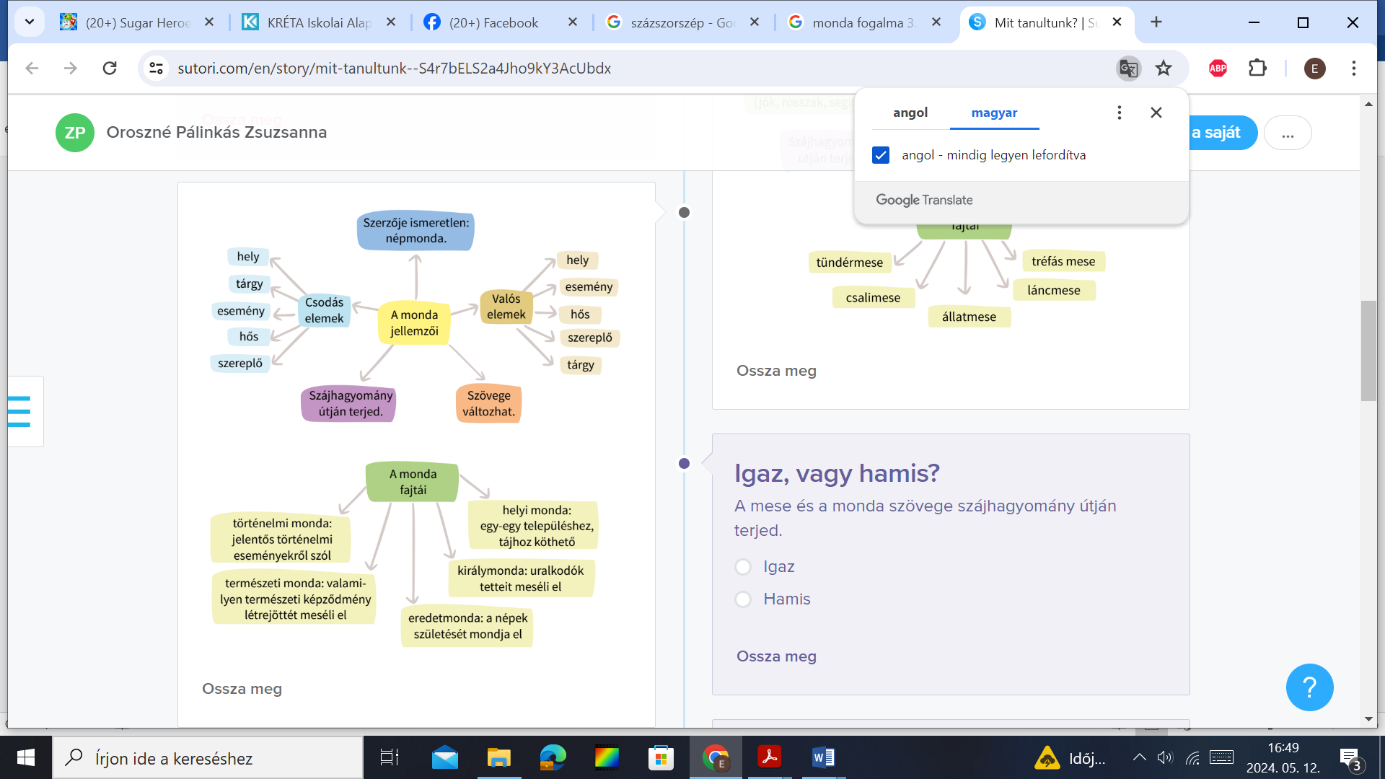 (20+) Sugar Heroe
KRÉTA Iskolai Alap
(20+) Facebook
százszorszép - Goo
monda fogalma 3.
Mit tanultunk? | Su
sutori.com/en/story/mit-tanultunk--S4r7bELS2a4Jho9kY3AcUbdx
ABP
E
angol
magyar
angol - mindig legyen lefordítva
Google Translate
ZP
Oroszné Pálinkás Zsuzsanna
a saját
...
Szerzője ismeretlen:
népmonda.
hely
tárgy
esemény
hős
szereplő
Csodás
elemek
A monda
jellemzői
Valós
elemek
hely
esemény
hős
szereplő
tárgy
Szájhagyomány
útján terjed.
Szövege
változhat.
A monda
fajtái
történelmi monda:
jelentős történelmi
eseményekről szól
természeti monda: valami-
lyen természeti képződmény
létrejöttét meséli el
eredetmonda: a népek
születését mondja el
királymonda: uralkodók
tetteit meséli el
helyi monda:
egy-egy településhez,
tájhoz köthető
Ossza meg
fajtái
tündérmese
csalimese
állatmese
láncmese
tréfás mese
Ossza meg
Igaz, vagy hamis?
A mese és a monda szövege szájhagyomány útján
terjed.
Igaz
Hamis
Ossza meg
?
Írjon ide a kereséshez
Időj...
16:49
2024. 05. 12.
3